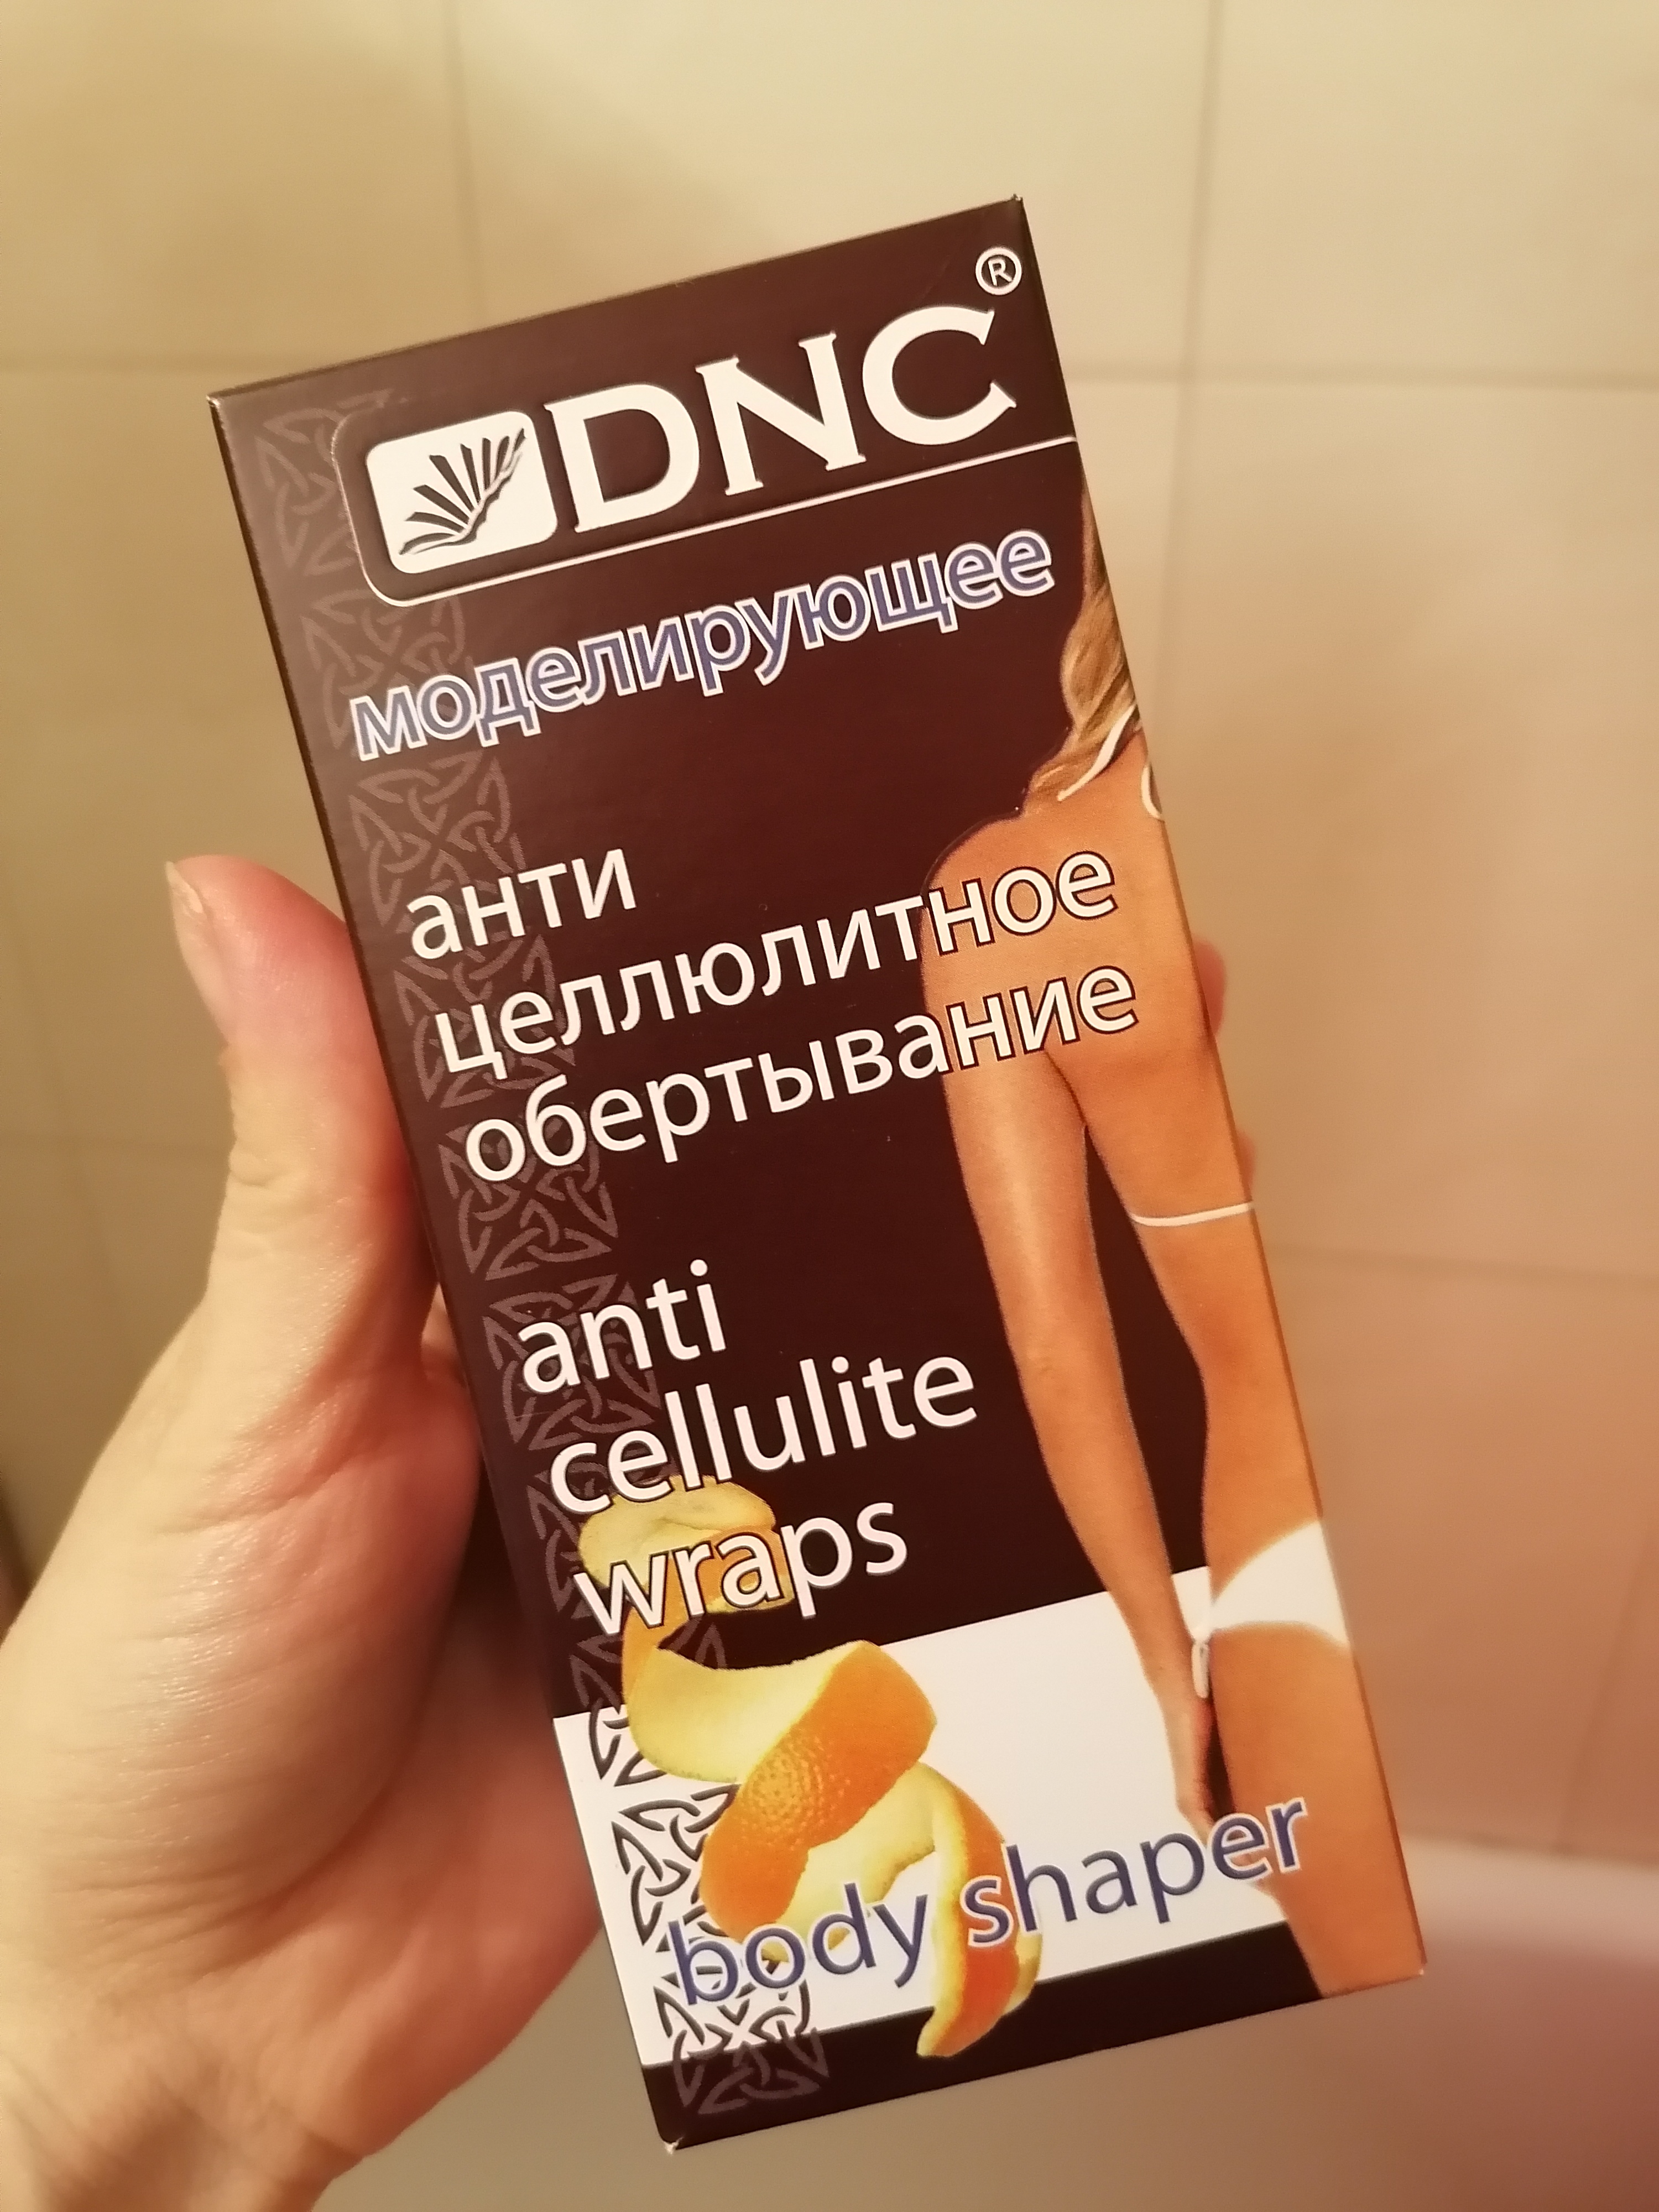 DNC®
моделирующее
анти
целлюлитное
обертывание
anti
cellulite
wraps
body shaper